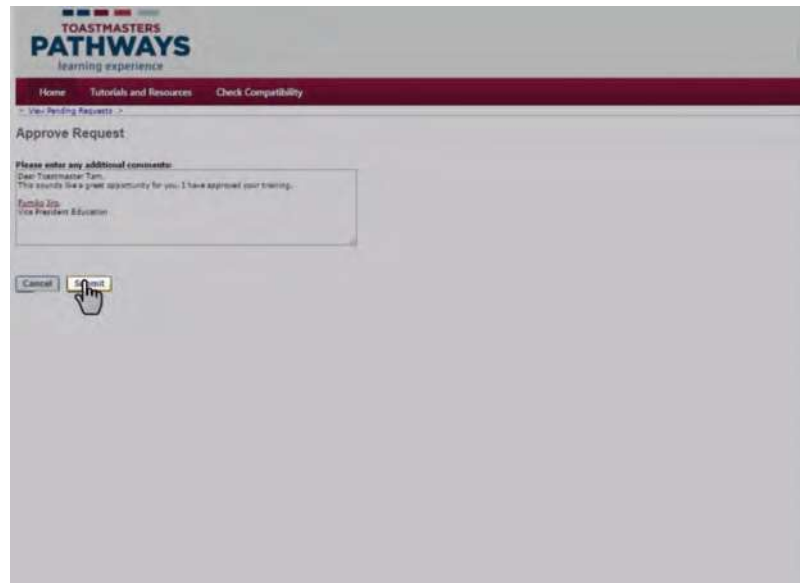 TOASTMASTERS
PATHWAYS
learning experience
Home Tutorials and Resources Check Compatibility
View Pending Requests >
Approve Request
Please enter any additional comments:
Dear Toastmaster Tam,
This sounds like a great opportunity for you. I have approved your training.
Vice President Education
Cancel Submit